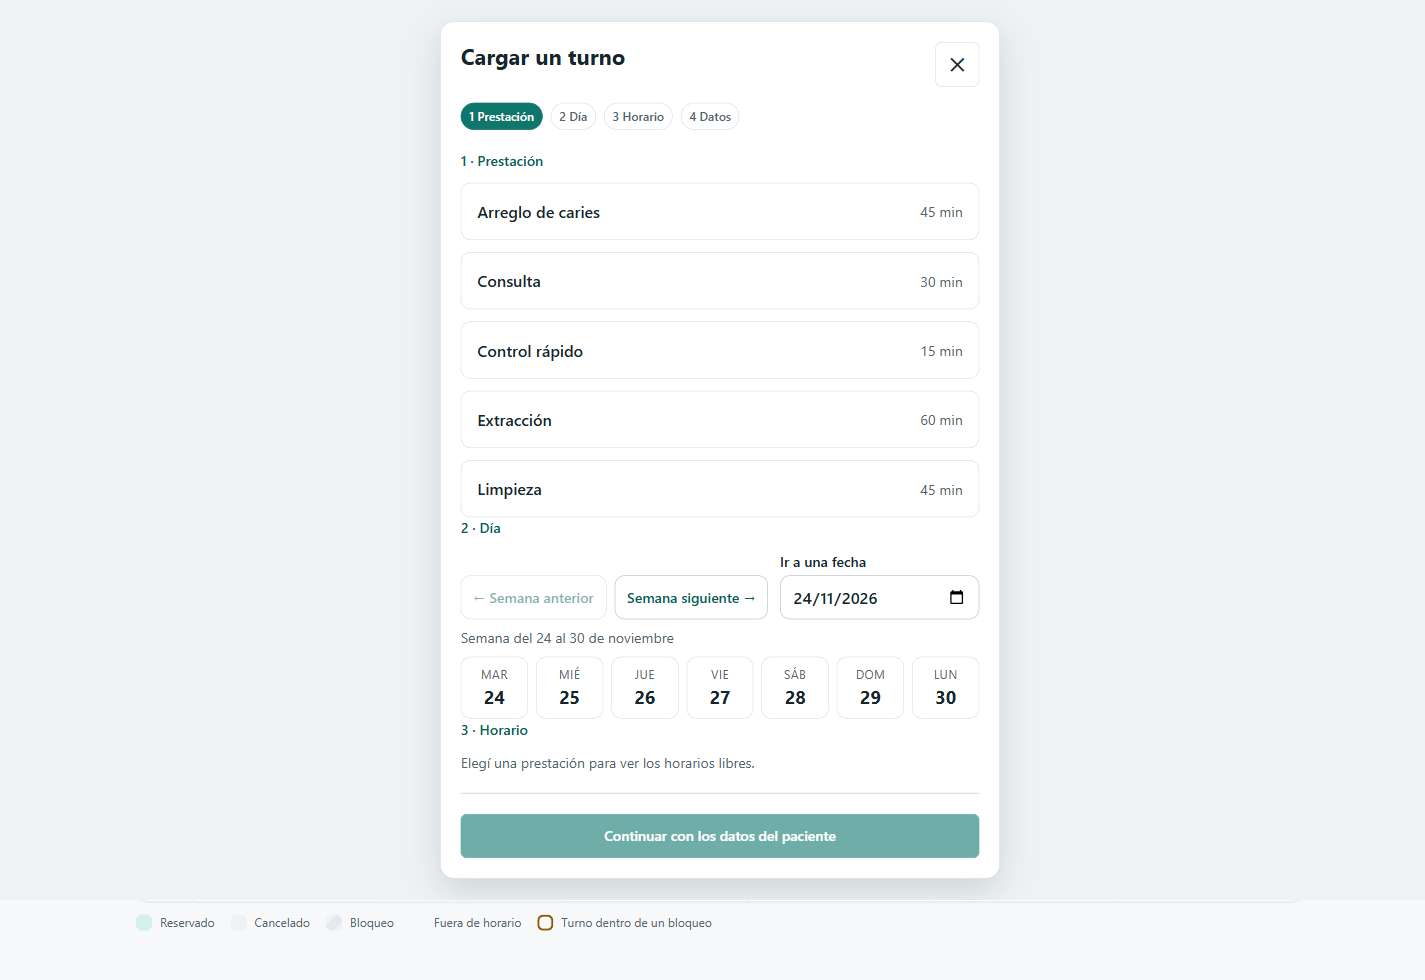 Cargar un turno
1 Prestación 2 Día 3 Horario 4 Datos
1 · Prestación
Arreglo de caries 45 min
Consulta 30 min
Control rápido 15 min
Extracción 60 min
Limpieza 45 min
2 · Día
Ir a una fecha
← Semana anterior Semana siguiente → 24/11/2026
Semana del 24 al 30 de noviembre
MAR MIÉ JUE VIE SÁB DOM LUN
24 25 26 27 28 29 30
3 · Horario
Elegí una prestación para ver los horarios libres.
Continuar con los datos del paciente
Reservado Cancelado Bloqueo Fuera de horario Turno dentro de un bloqueo